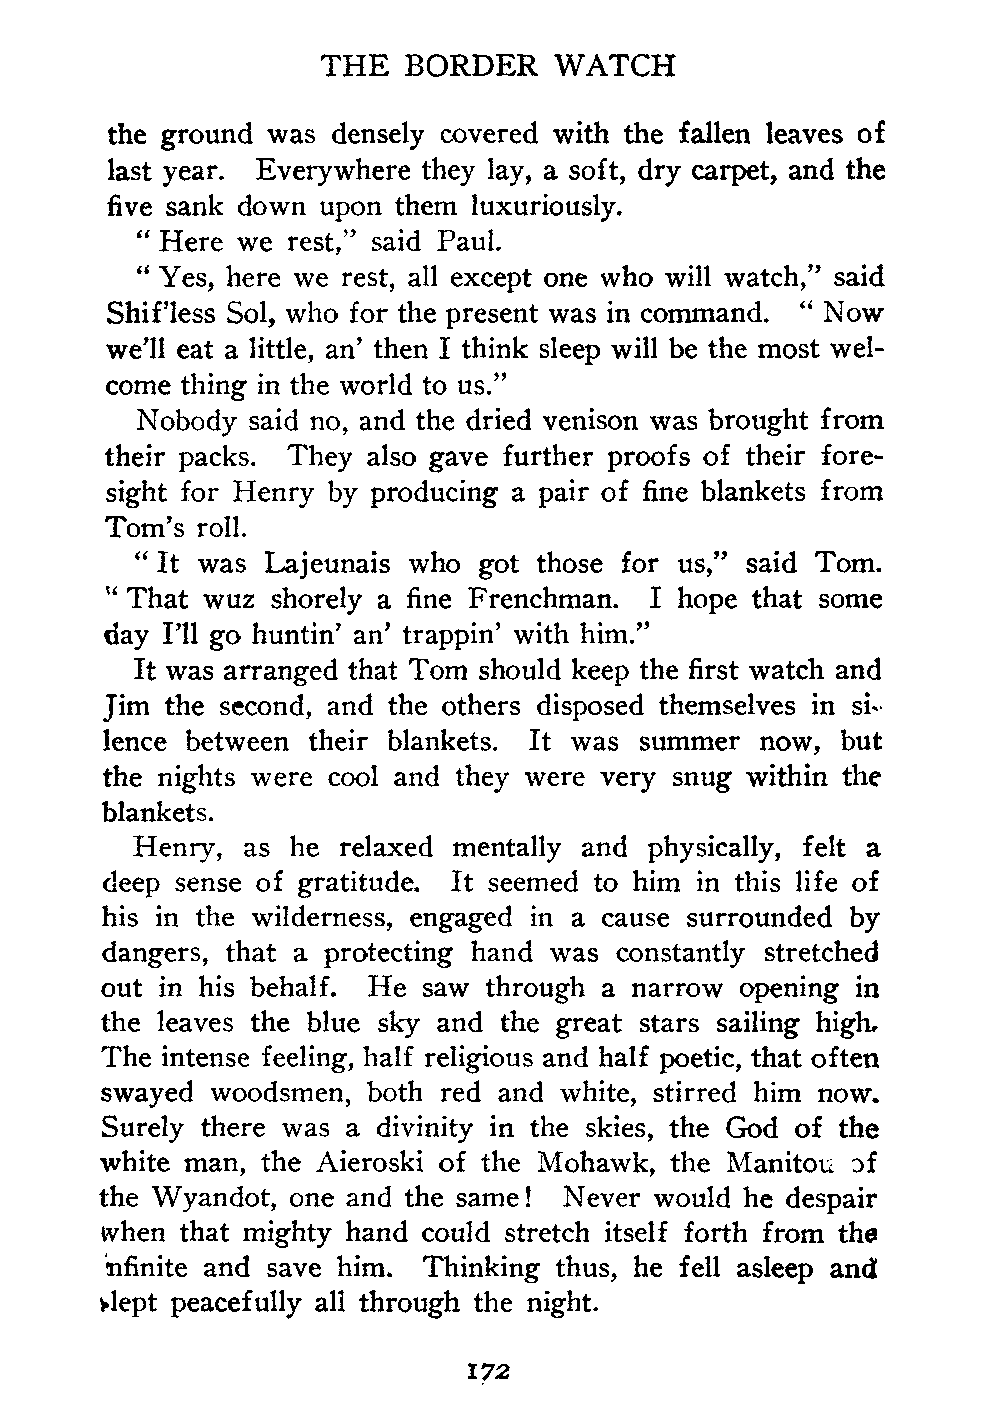 THE BORDER WATCH
the ground was densely covered with the fallen leaves of
last year. Everywhere they lay, a soft, dry carpet, and the
five sank down upon them luxuriously.
“ Here we rest,” said Paul.
“ Yes, here we rest, all except one who will watch,” said
Shif’less Sol, who for the present was in command. “ Now
we’ll eat a little, an’ then I think sleep will be the most wel-
come thing in the world to us.”
Nobody said no, and the dried venison was brought from
their packs. They also gave further proofs of their fore-
sight for Henry by producing a pair of fine blankets from
Tom’s roll.
“ It was Lajeunais who got those for us,” said Tom.
“ That wuz shorely a fine Frenchman. I hope that some
day I’ll go huntin’ an’ trappin’ with him.”
It was arranged that Tom should keep the first watch and
Jim the second, and the others disposed themselves in si-
lence between their blankets. It was summer now, but
the nights were cool and they were very snug within the
blankets.
Henry, as he relaxed mentally and physically, felt a
deep sense of gratitude. It seemed to him in this life of
his in the wilderness, engaged in a cause surrounded by
dangers, that a protecting hand was constantly stretched
out in his behalf. He saw through a narrow opening in
the leaves the blue sky and the great stars sailing high.
The intense feeling, half religious and half poetic, that often
swayed woodsmen, both red and white, stirred him now.
Surely there was a divinity in the skies, the God of the
white man, the Aieroski of the Mohawk, the Manitou of
the Wyandot, one and the same! Never would he despair
when that mighty hand could stretch itself forth from the
infinite and save him. Thinking thus, he fell asleep and
slept peacefully all through the night.
172